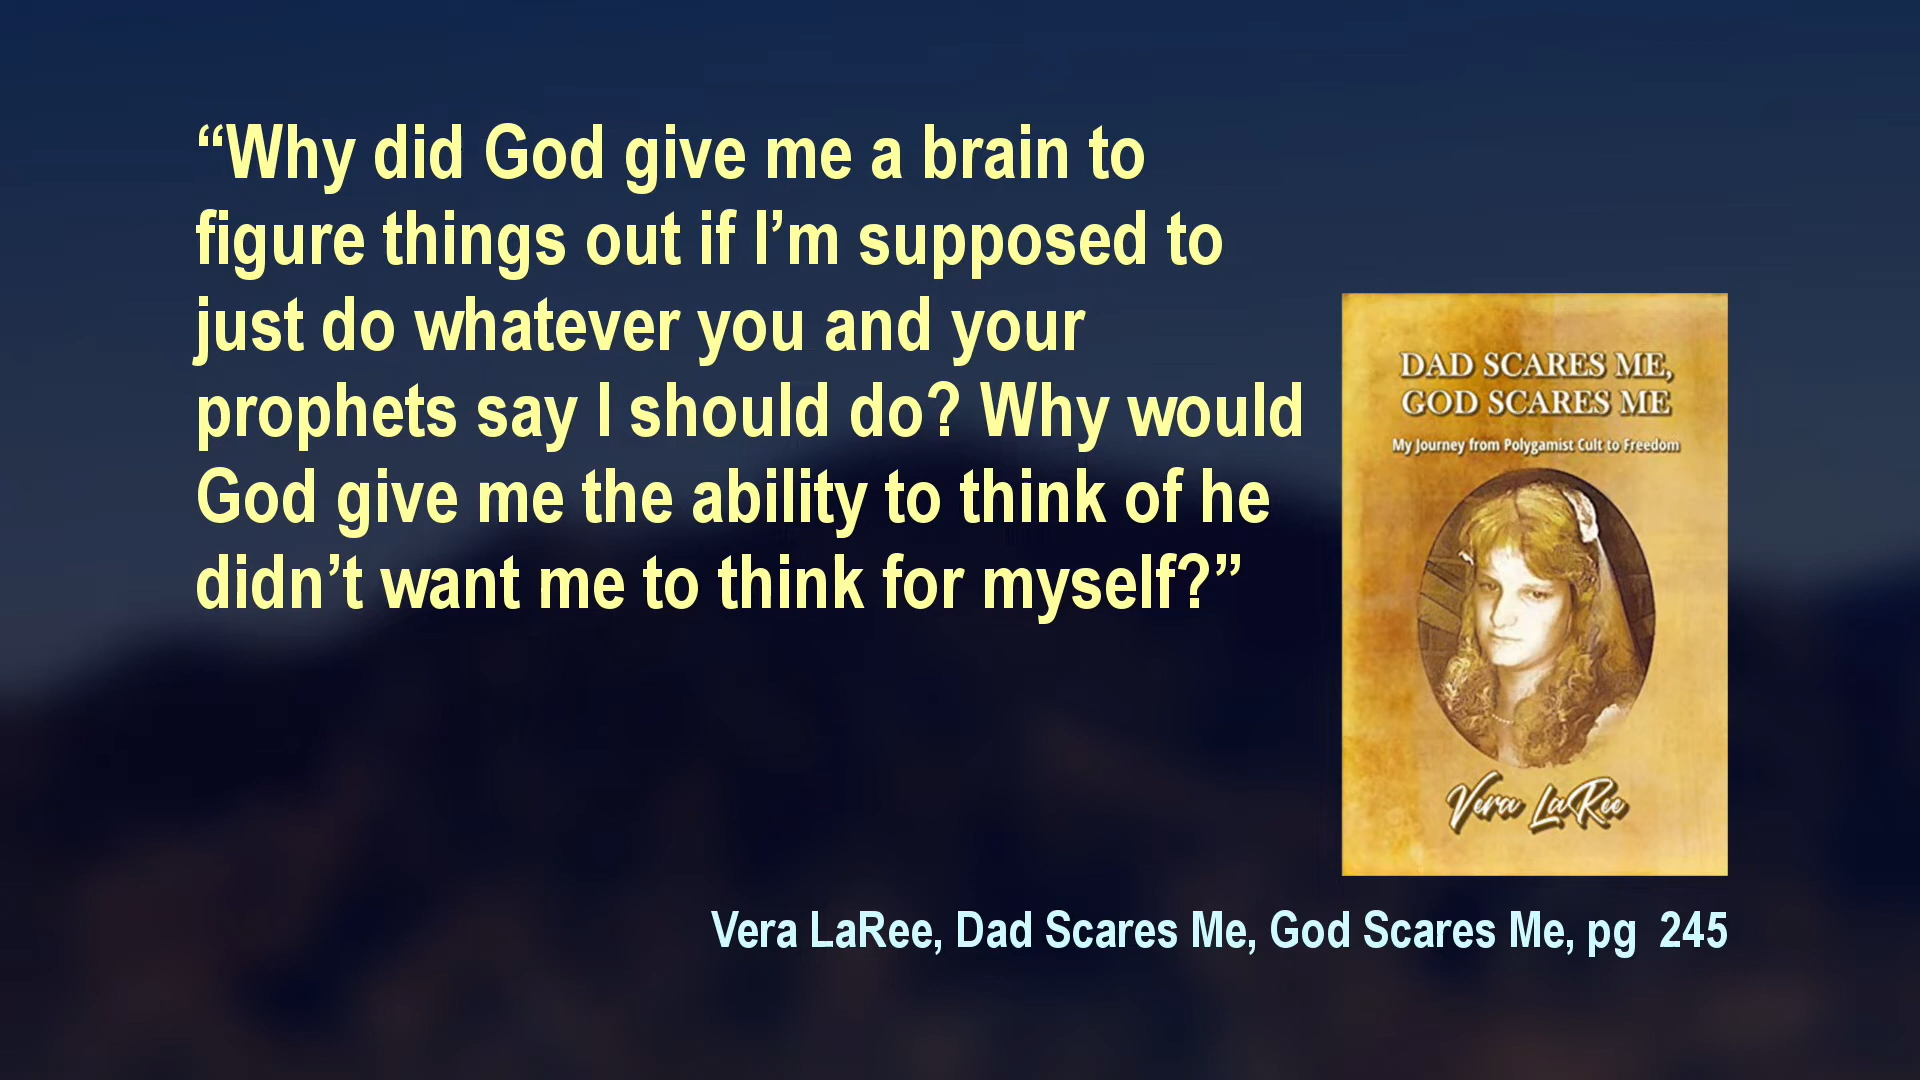 “Why did God give me a brain to
figure things out if I’m supposed to
just do whatever you and your
prophets say I should do? Why would
God give me the ability to think of he
didn’t want me to think for myself?”
DAD SCARES ME,
GOD SCARES ME
My Journey from Polygamist Cult to Freedom
Vera LaRee
Vera LaRee, Dad Scares Me, God Scares Me, pg  245